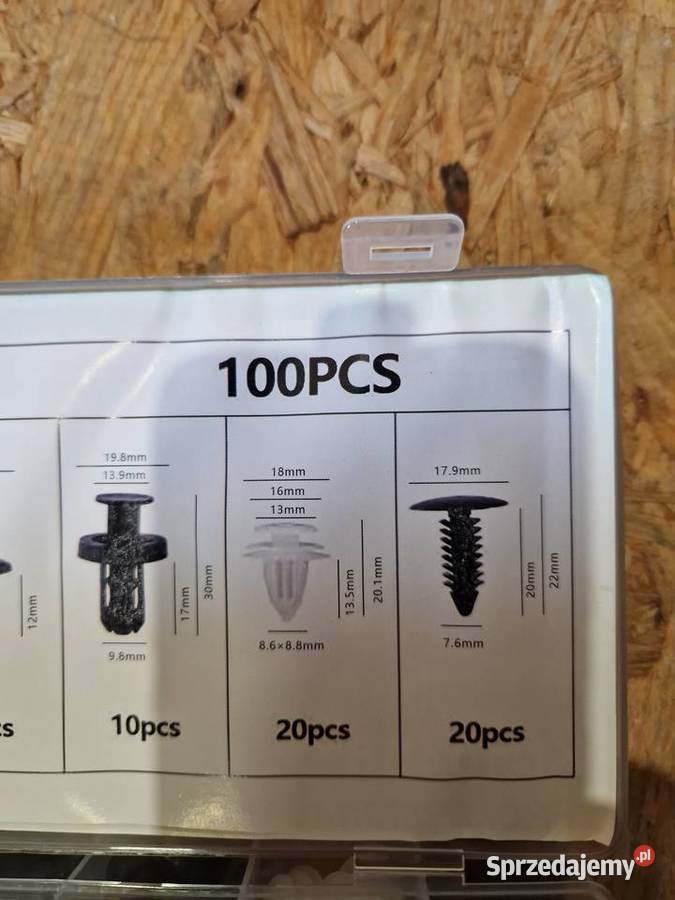 100PCS
12mm
19.8mm
13.9mm
17mm
30mm
9.8mm
10pcs
18mm
16mm
13mm
13.5mm
20.1mm
8.6×8.8mm
20pcs
17.9mm
20mm
22mm
7.6mm
20pcs
Sprzedajemy.pl